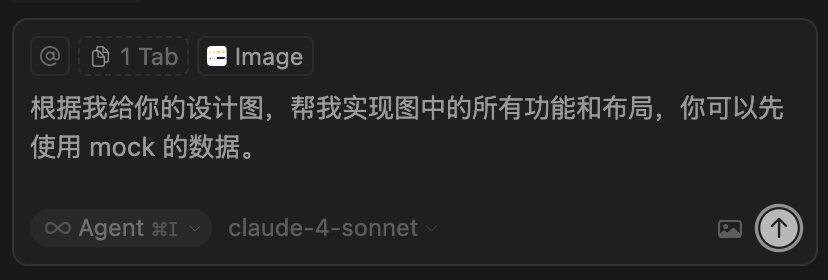 @ 1 Tab Image
根据我给你的设计图，帮我实现图中的所有功能和布局，你可以先
使用 mock 的数据。
Agent ⌘I claude-4-sonnet